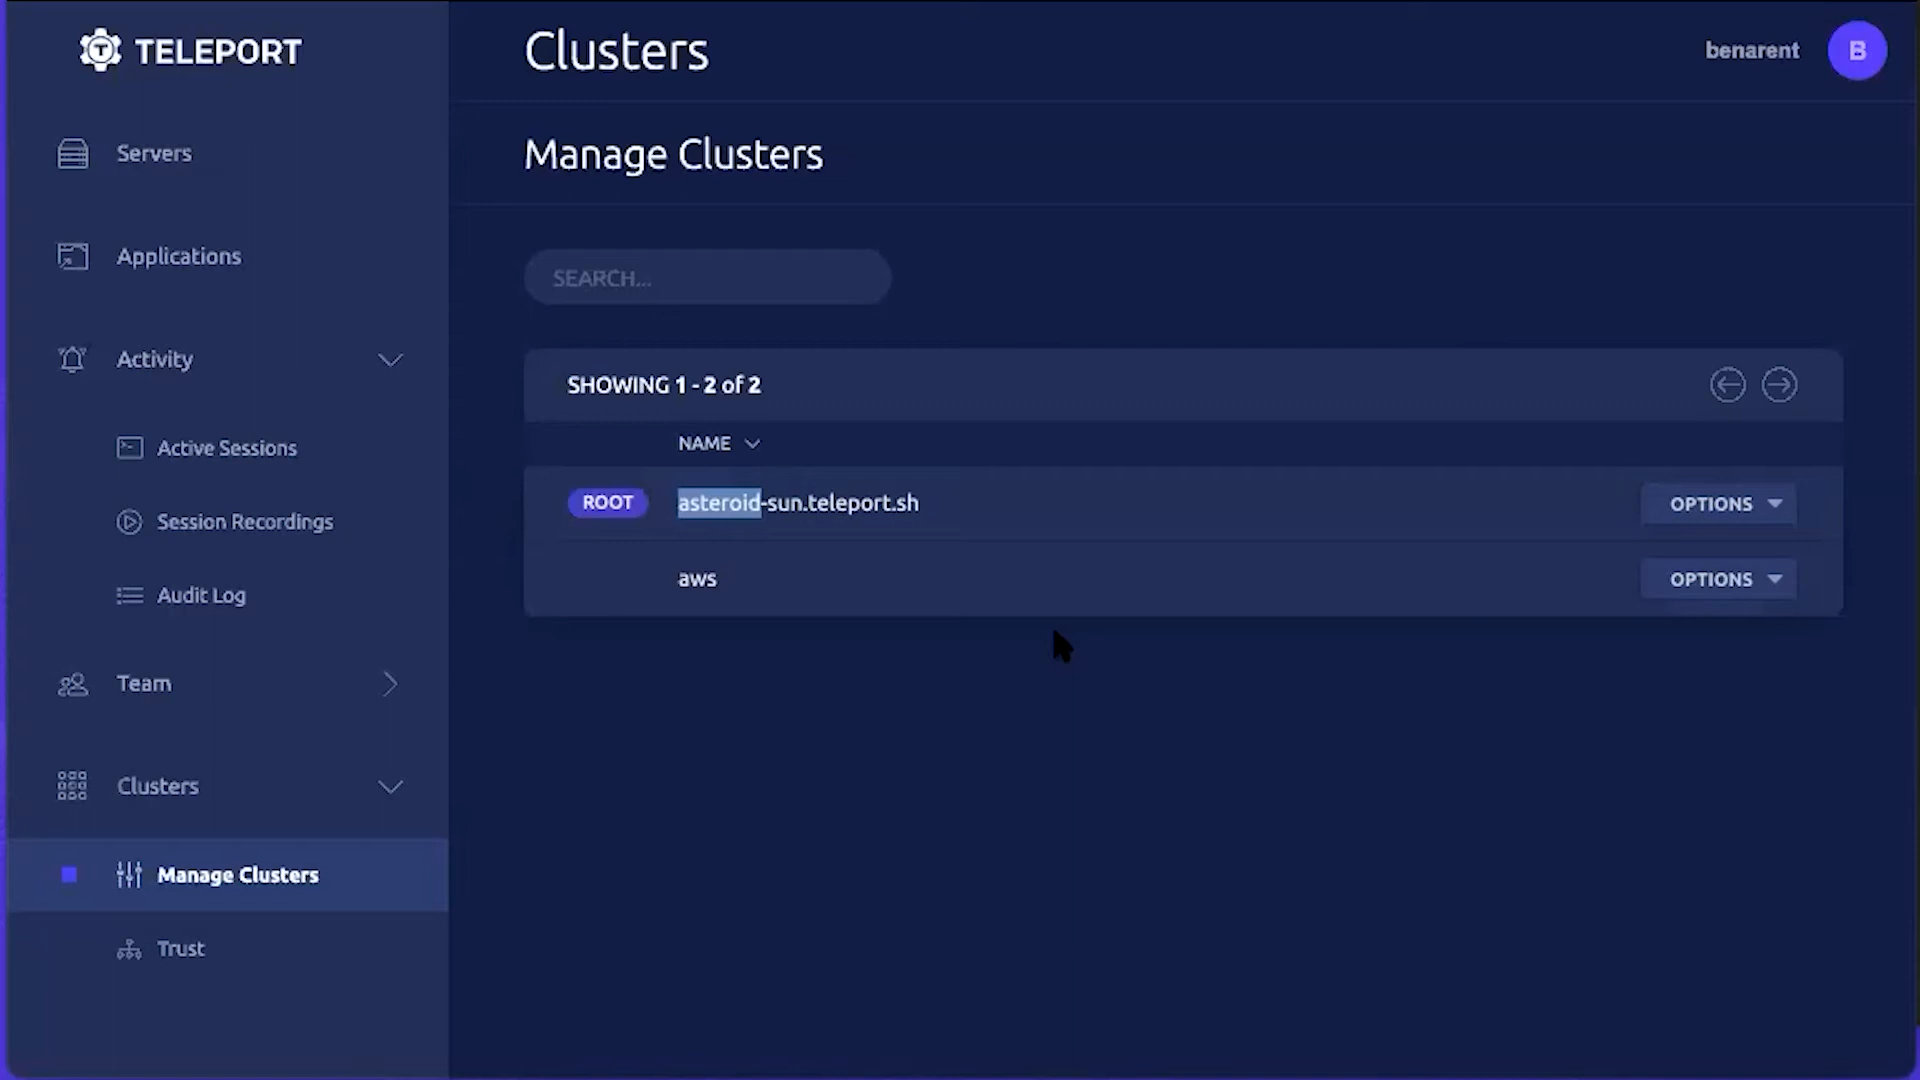 TELEPORT
Servers
Applications
Activity
Active Sessions
Session Recordings
Audit Log
Team
Clusters
Manage Clusters
Trust
Clusters
benarent
B
Manage Clusters
SEARCH...
SHOWING 1 - 2 of 2
NAME
ROOT asteroid-sun.teleport.sh OPTIONS
aws OPTIONS